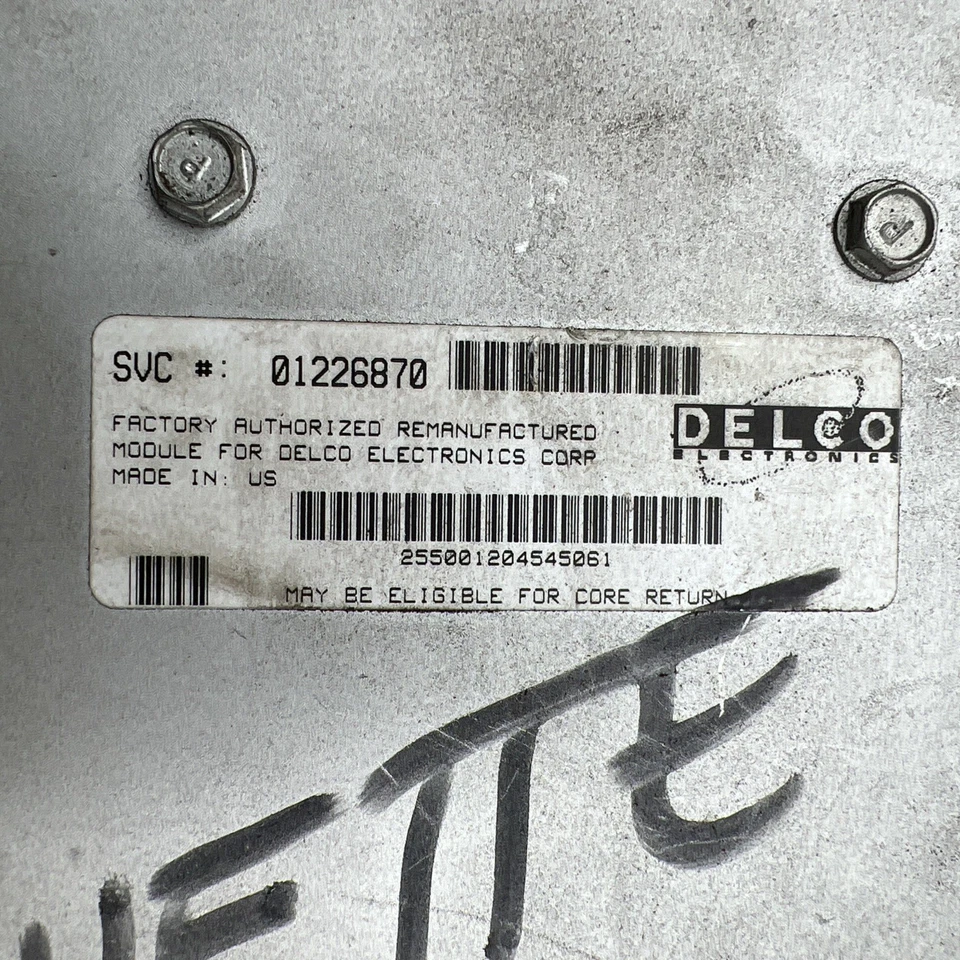 SVC #: 01226870
FACTORY AUTHORIZED REMANUFACTURED
MODULE FOR DELCO ELECTRONICS CORP
MADE IN: US
DELCO
ELECTRONICS
255001204545061
MAY BE ELIGIBLE FOR CORE RETURN
ETTE